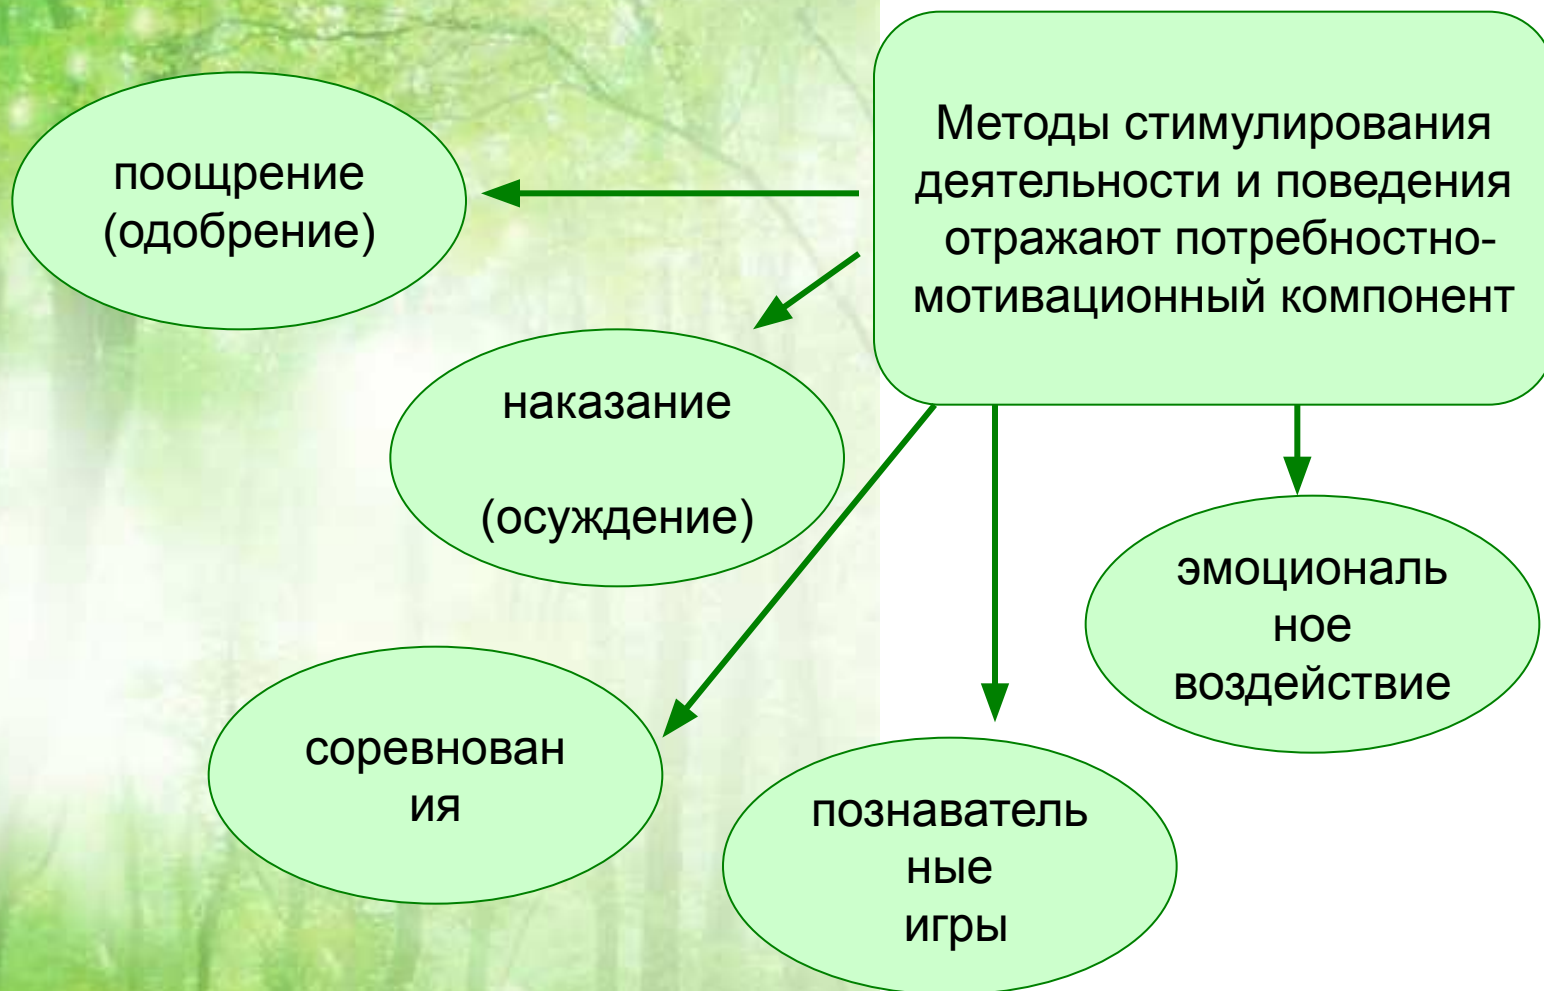 Методы стимулирования
деятельности и поведения
отражают потребностно-
мотивационный компонент
поощрение
(одобрение)
наказание
(осуждение)
соревнован
ия
познаватель
ные
игры
эмоциональ
ное
воздействие